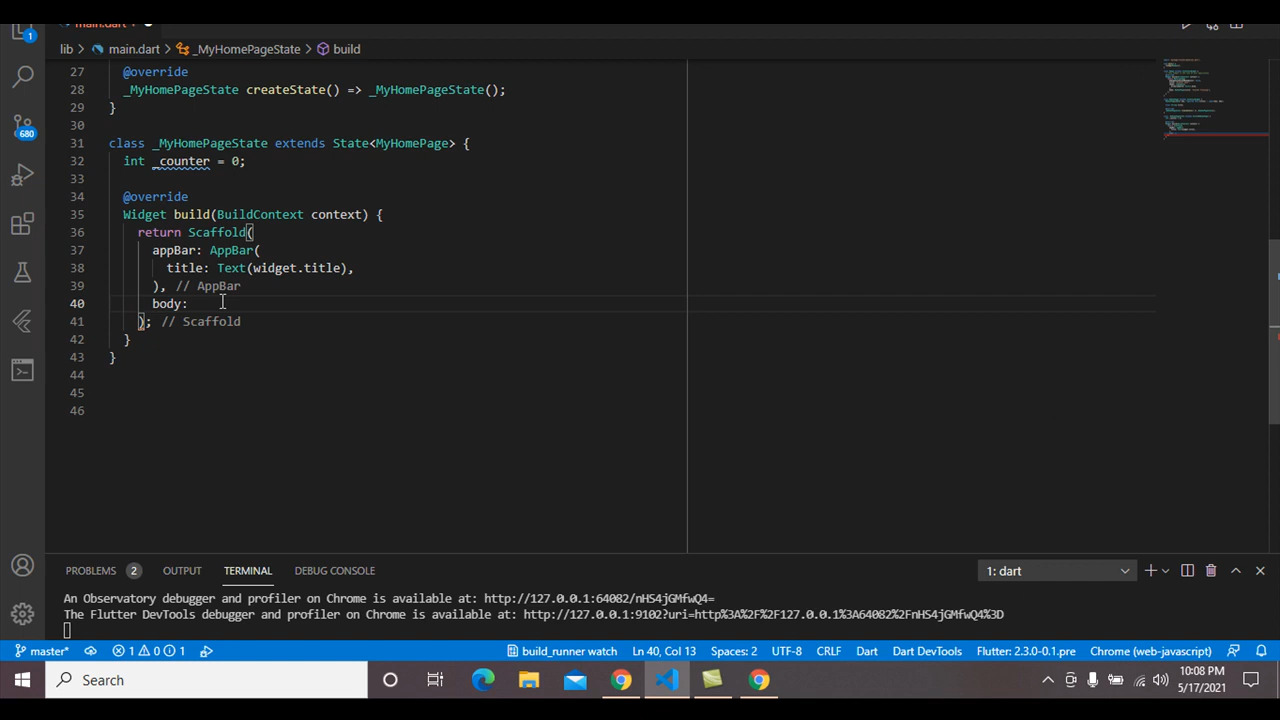 main.dart
1
lib > main.dart > _MyHomePageState > build
27 @override
28 _MyHomePageState createState() => _MyHomePageState();
29 }
30
31 class _MyHomePageState extends State<MyHomePage> {
32 int _counter = 0;
33
34 @override
35 Widget build(BuildContext context) {
36 return Scaffold(
37 appBar: AppBar(
38 title: Text(widget.title),
39 ), // AppBar
40 body:
41 ); // Scaffold
42 }
43 }
44
45
46
680
PROBLEMS 2 OUTPUT TERMINAL DEBUG CONSOLE 1: dart
An Observatory debugger and profiler on Chrome is available at: http://127.0.0.1:64082/nHS4jGMfwQ4=
The Flutter DevTools debugger and profiler on Chrome is available at: http://127.0.0.1:9102?uri=http%3A%2F%2F127.0.0.1%3A64082%2FnHS4jGMfwQ4%3D
master* 1 0 1 build_runner watch Ln 40, Col 13 Spaces: 2 UTF-8 CRLF Dart Dart DevTools Flutter: 2.3.0-0.1.pre Chrome (web-javascript)
Search 10:08 PM
5/17/2021